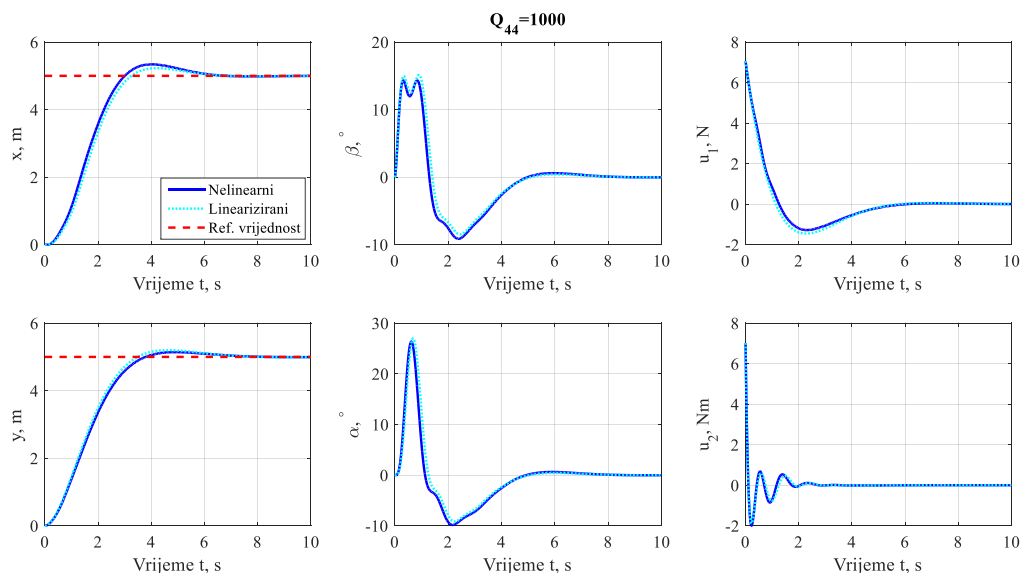 Q_44=1000
6
4
2
0
x, m
0 2 4 6 8 10
Vrijeme t, s
Nelinearni
Linearizirani
Ref. vrijednost
20
10
0
-10
β, °
0 2 4 6 8 10
Vrijeme t, s
8
6
4
2
0
-2
u_1, N
0 2 4 6 8 10
Vrijeme t, s
6
4
2
0
y, m
0 2 4 6 8 10
Vrijeme t, s
30
20
10
0
-10
α, °
0 2 4 6 8 10
Vrijeme t, s
8
6
4
2
0
-2
u_2, Nm
0 2 4 6 8 10
Vrijeme t, s